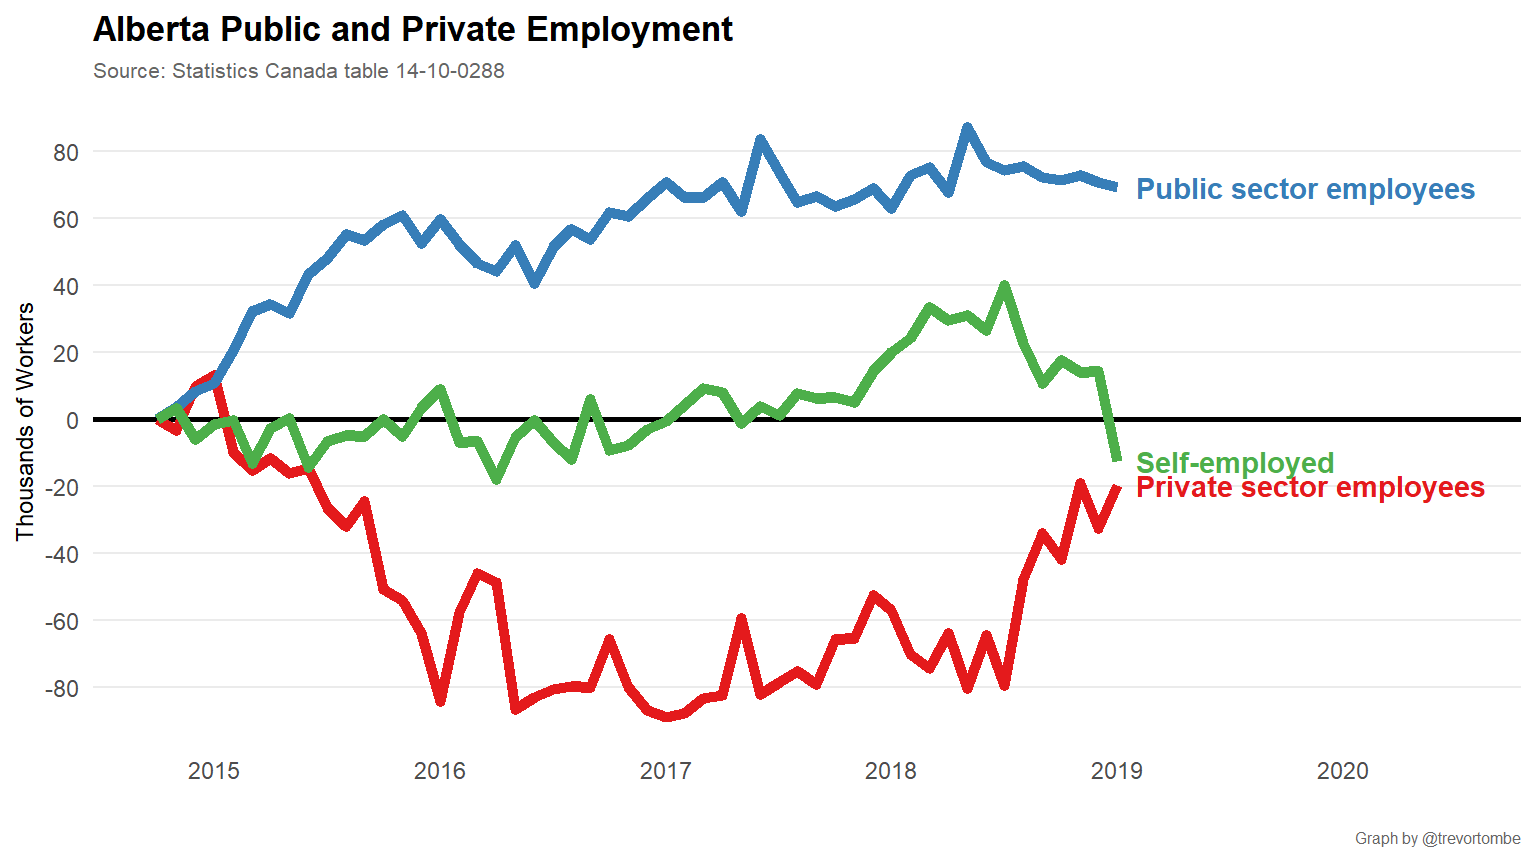 Alberta Public and Private Employment
Source: Statistics Canada table 14-10-0288
Thousands of Workers
80
60
40
20
0
-20
-40
-60
-80
Public sector employees
Self-employed
Private sector employees
2015 2016 2017 2018 2019 2020
Graph by @trevortombe